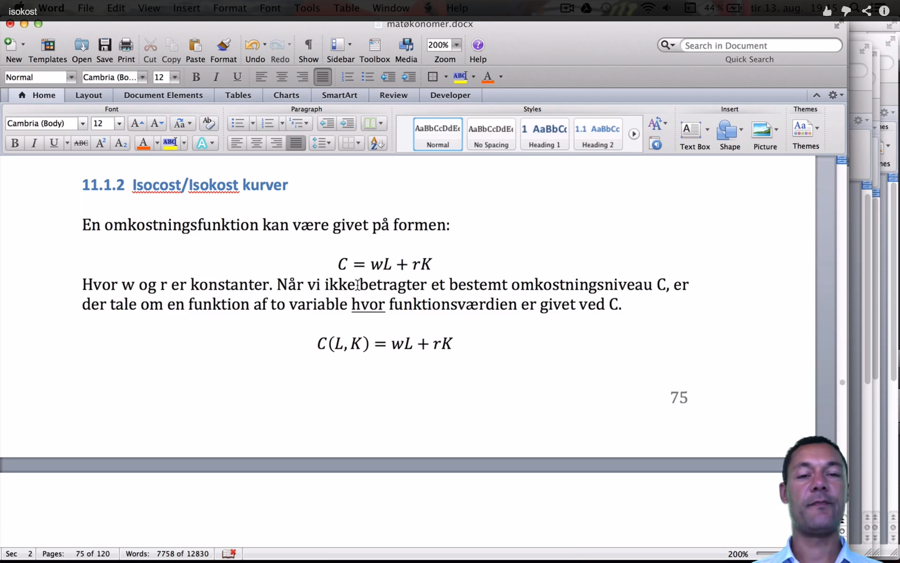 isokost
Word File Edit View Insert Format Font Tools Table Window Help
44% tir 13. aug.
matøkonomer.docx
New Templates Open Save Print Cut Copy Paste Undo Redo Format Show Sidebar Toolbox Media 200% Zoom Help
Search in Document
Quick Search
Normal Cambria (Bo... 12 B I U
Home Layout Document Elements Tables Charts SmartArt Review Developer
Font Paragraph Styles Insert Themes
Cambria (Body) 12
AaBbCcDdE AaBbCcDdE 1 AaBbCc 1.1 AaBbC
Normal No Spacing Heading 1 Heading 2 Text Box Shape Picture Themes
11.1.2 Isocost/Isokost kurver
En omkostningsfunktion kan være givet på formen:
C = wL + rK
Hvor w og r er konstanter. Når vi ikke betragter et bestemt omkostningsniveau C, er
der tale om en funktion af to variable hvor funktionsværdien er givet ved C.
C(L, K) = wL + rK
75
Sec 2 Pages: 75 of 120 Words: 7758 of 12830 200%